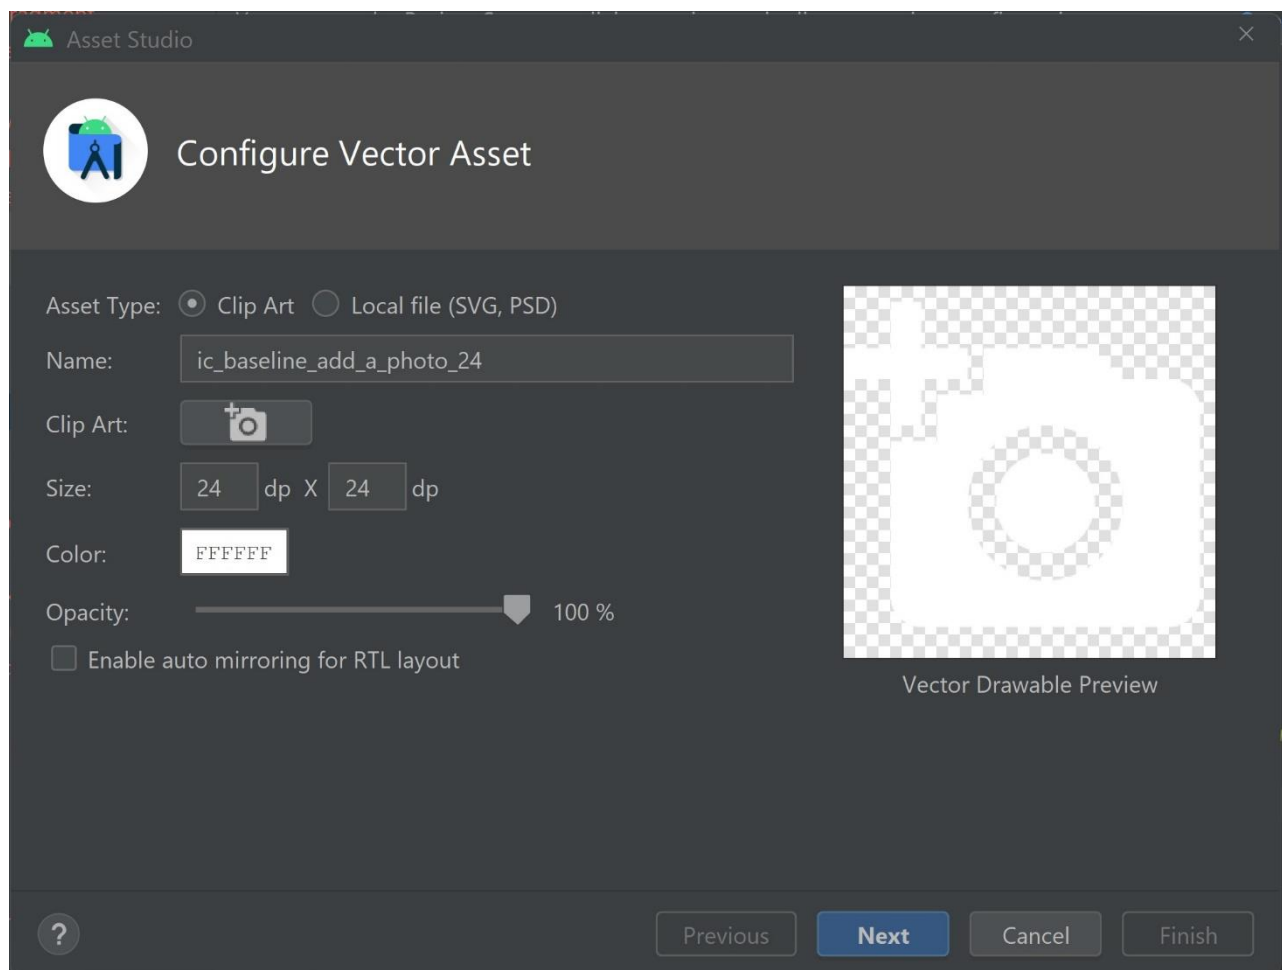 Asset Studio
Configure Vector Asset
Asset Type: Clip Art Local file (SVG, PSD)
Name: ic_baseline_add_a_photo_24
Clip Art:
Size: 24 dp X 24 dp
Color: FFFFFF
Opacity: 100 %
Enable auto mirroring for RTL layout
Vector Drawable Preview
? Previous Next Cancel Finish